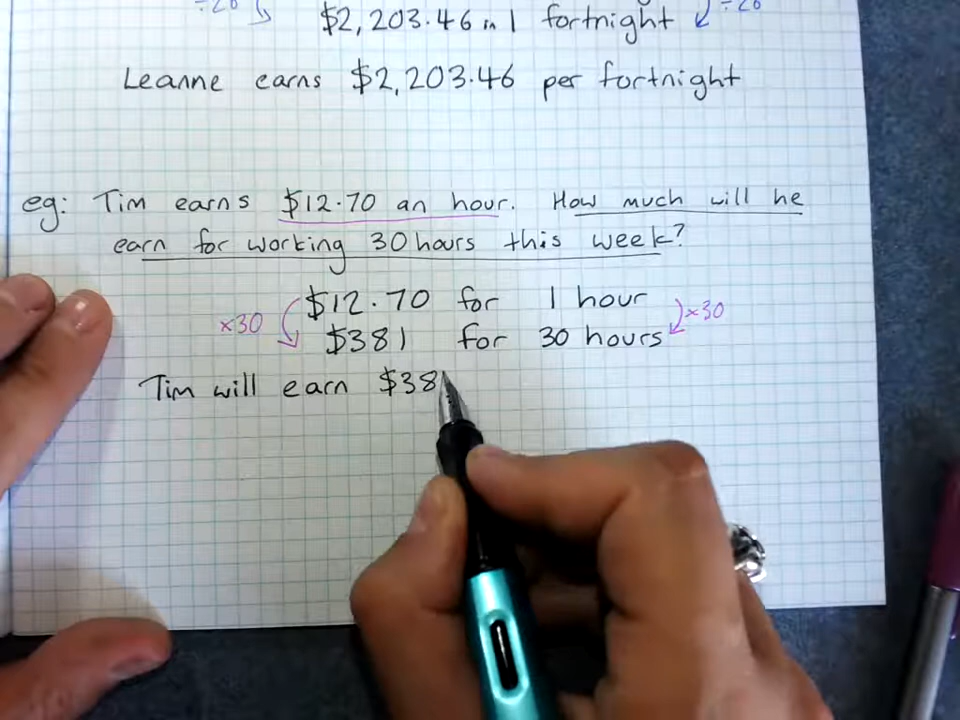 ÷26 ÷26
$2,203.46 in 1 fortnight
Leanne earns $2,203.46 per fortnight
eg: Tim earns $12.70 an hour. How much will he
earn for working 30 hours this week?
$12.70 for 1 hour
×30 ×30
$381 for 30 hours
Tim will earn $38